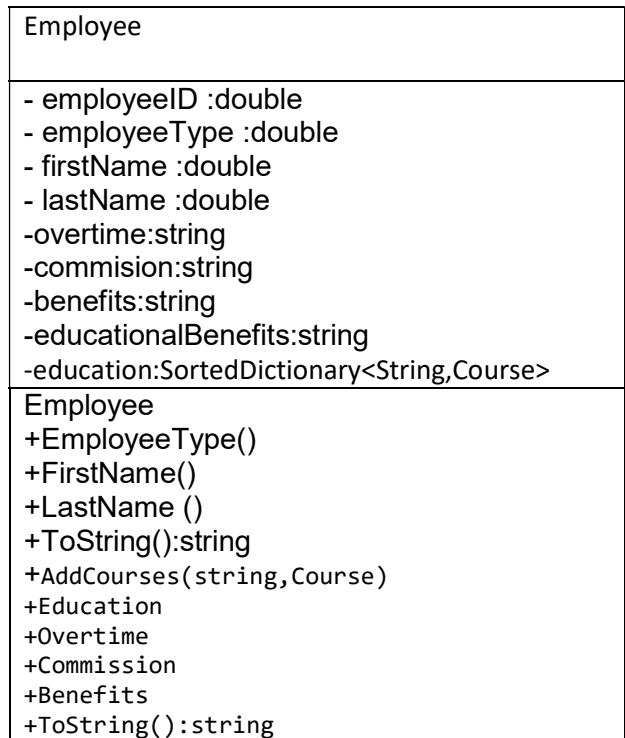 Employee
- employeeID :double
- employeeType :double
- firstName :double
- lastName :double
-overtime:string
-commision:string
-benefits:string
-educationalBenefits:string
-education:SortedDictionary<String,Course>
Employee
+EmployeeType()
+FirstName()
+LastName ()
+ToString():string
+AddCourses(string,Course)
+Education
+Overtime
+Commission
+Benefits
+ToString():string